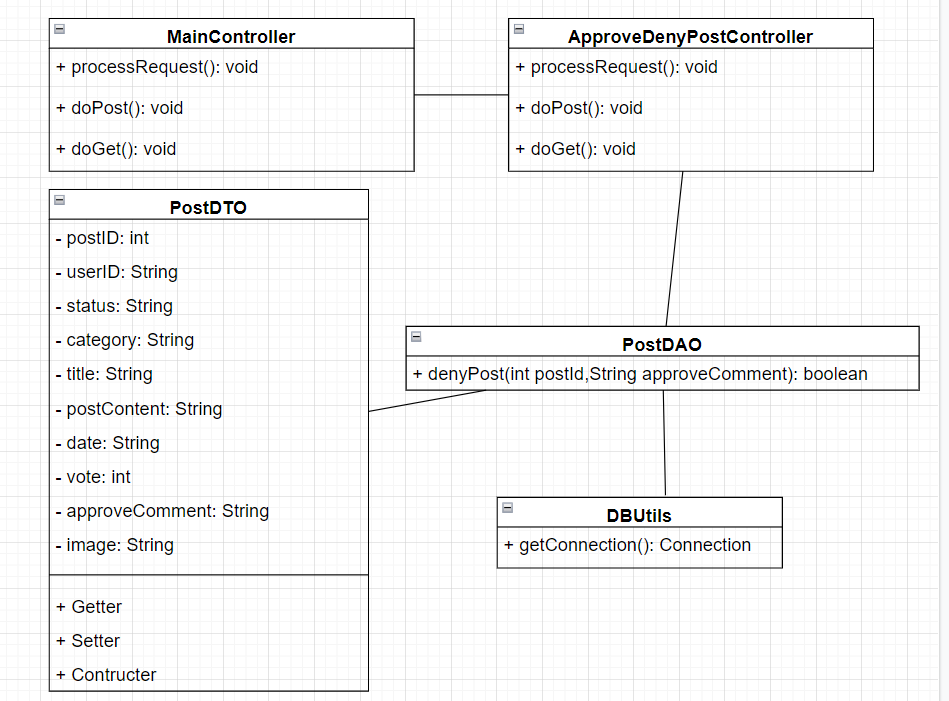 MainController
+ processRequest(): void
+ doPost(): void
+ doGet(): void
ApproveDenyPostController
+ processRequest(): void
+ doPost(): void
+ doGet(): void
PostDTO
- postID: int
- userID: String
- status: String
- category: String
- title: String
- postContent: String
- date: String
- vote: int
- approveComment: String
- image: String
+ Getter
+ Setter
+ Contructer
PostDAO
+ denyPost(int postId,String approveComment): boolean
DBUtils
+ getConnection(): Connection